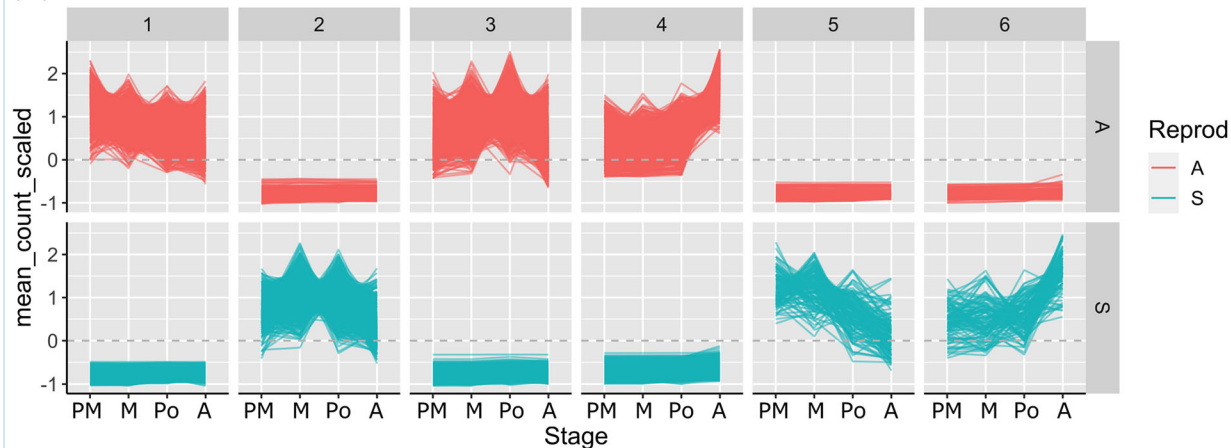 1 2 3 4 5 6
mean_count_scaled
2
1
0
-1
A
2
1
0
-1
S
PM M Po A PM M Po A PM M Po A PM M Po A PM M Po A PM M Po A
Stage
Reprod
A
S